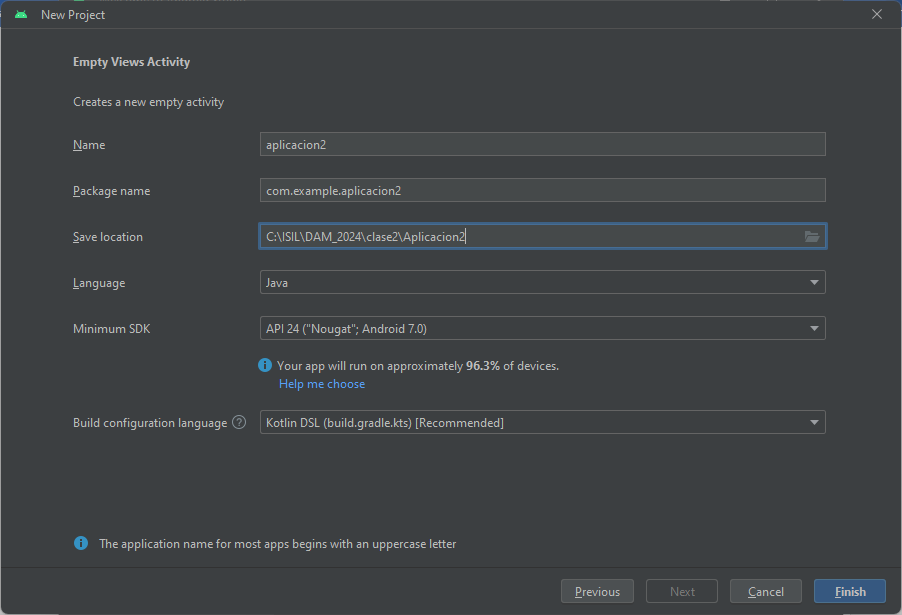 New Project
Empty Views Activity
Creates a new empty activity
Name aplicacion2
Package name com.example.aplicacion2
Save location C:\ISIL\DAM_2024\clase2\Aplicacion2
Language Java
Minimum SDK API 24 ("Nougat"; Android 7.0)
Your app will run on approximately 96.3% of devices.
Help me choose
Build configuration language Kotlin DSL (build.gradle.kts) [Recommended]
The application name for most apps begins with an uppercase letter
Previous Next Cancel Finish